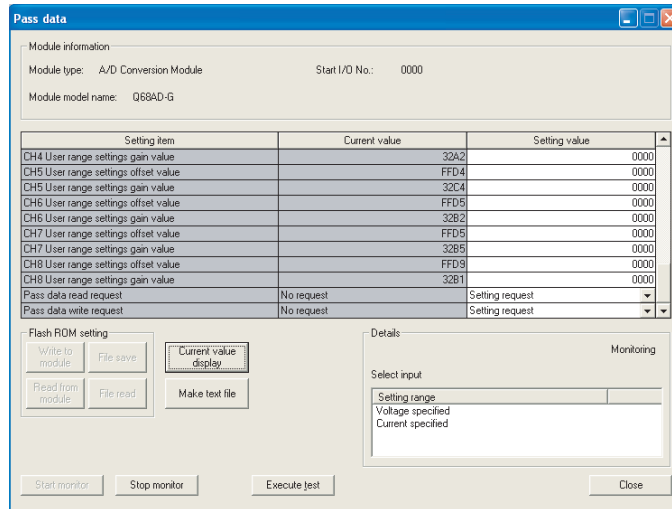 Pass data
Module information
Module type: A/D Conversion Module Start I/O No.: 0000
Module model name: Q68AD-G
Setting item Current value Setting value
CH4 User range settings gain value 32A2 0000
CH5 User range settings offset value FFD4 0000
CH5 User range settings gain value 32C4 0000
CH6 User range settings offset value FFD5 0000
CH6 User range settings gain value 32B2 0000
CH7 User range settings offset value FFD5 0000
CH7 User range settings gain value 32B5 0000
CH8 User range settings offset value FFD9 0000
CH8 User range settings gain value 32B1 0000
Pass data read request No request Setting request
Pass data write request No request Setting request
Flash ROM setting
Write to module
File save
Current value display
Read from module
File read
Make text file
Details
Monitoring
Select input
Setting range
Voltage specified
Current specified
Start monitor Stop monitor Execute test Close